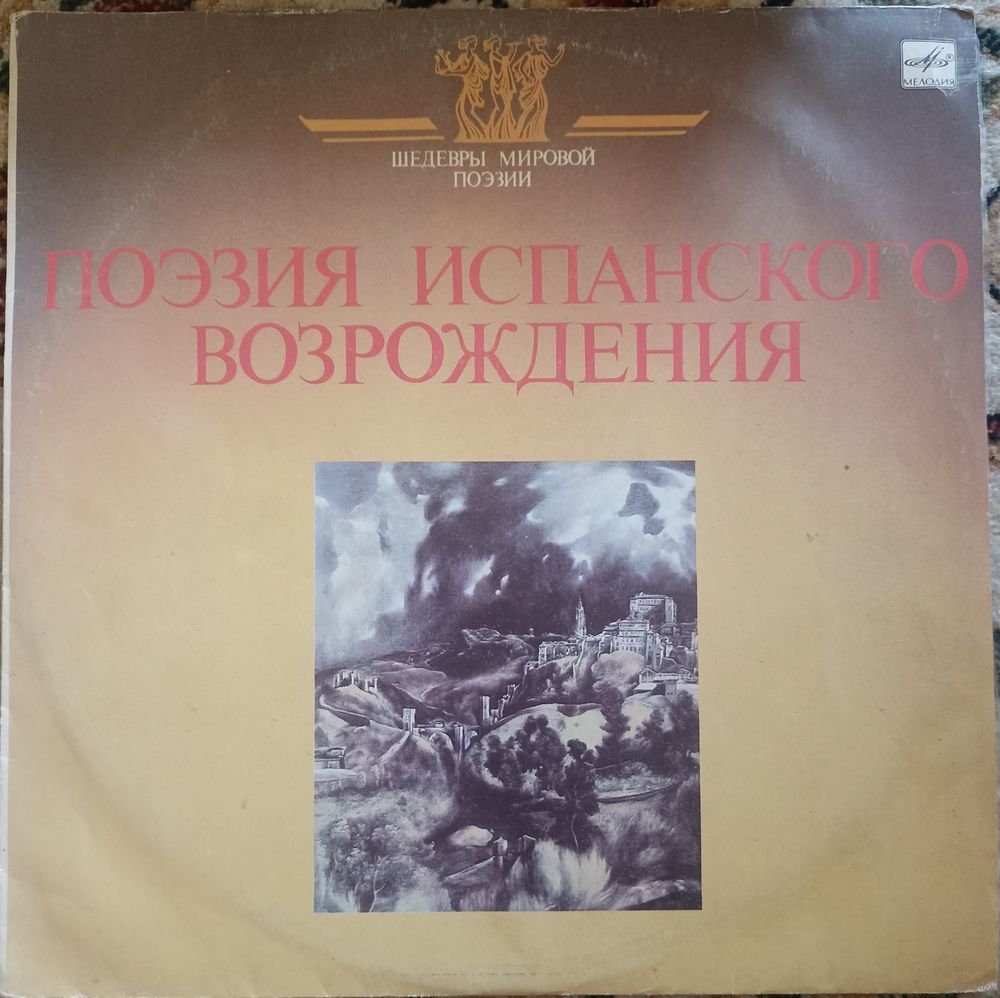 МЕЛОДИЯ
ШЕДЕВРЫ МИРОВОЙ
ПОЭЗИИ
ПОЭЗИЯ ИСПАНСКОГО
ВОЗРОЖДЕНИЯ